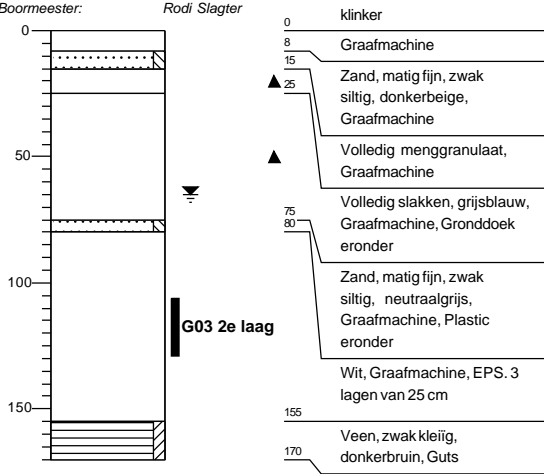 Boormeester: Rodi Slagter
0
50
100
150
G03 2e laag
0
klinker
8
Graafmachine
15
Zand, matig fijn, zwak
siltig, donkerbeige,
Graafmachine
25
Volledig menggranulaat,
Graafmachine
Volledig slakken, grijsblauw,
Graafmachine, Gronddoek
eronder
75
80
Zand, matig fijn, zwak
siltig, neutraalgrijs,
Graafmachine, Plastic
eronder
Wit, Graafmachine, EPS. 3
lagen van 25 cm
155
Veen, zwak kleiïg,
donkerbruin, Guts
170